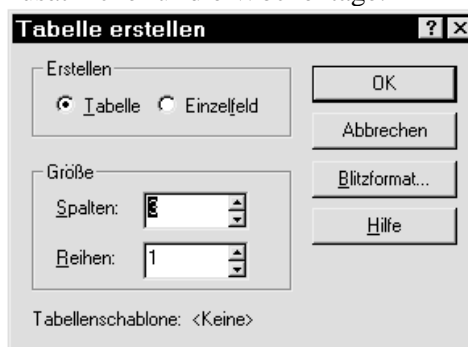 Tabelle erstellen
Erstellen
Tabelle Einzelfeld
OK
Abbrechen
Größe
Blitzformat...
Spalten: 3
Hilfe
Reihen: 1
Tabellenschablone: <Keine>